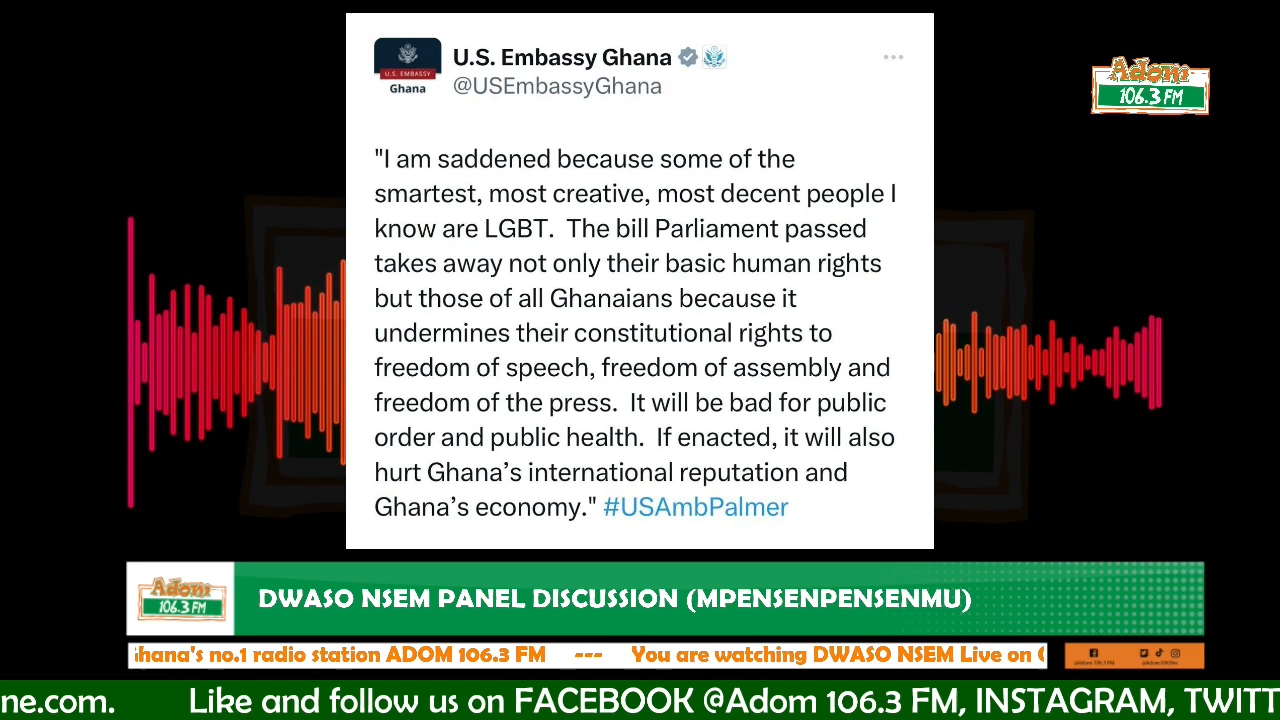 U.S. EMBASSY
Ghana
U.S. Embassy Ghana
@USEmbassyGhana
"I am saddened because some of the
smartest, most creative, most decent people I
know are LGBT.  The bill Parliament passed
takes away not only their basic human rights
but those of all Ghanaians because it
undermines their constitutional rights to
freedom of speech, freedom of assembly and
freedom of the press.  It will be bad for public
order and public health.  If enacted, it will also
hurt Ghana’s international reputation and
Ghana’s economy." #USAmbPalmer
Adom
106.3 FM
Adom
106.3 FM
DWASO NSEM PANEL DISCUSSION (MPENSENPENSENMU)
hana's no.1 radio station ADOM 106.3 FM --- You are watching DWASO NSEM Live on
ne.com. Like and follow us on FACEBOOK @Adom 106.3 FM, INSTAGRAM, TWITT